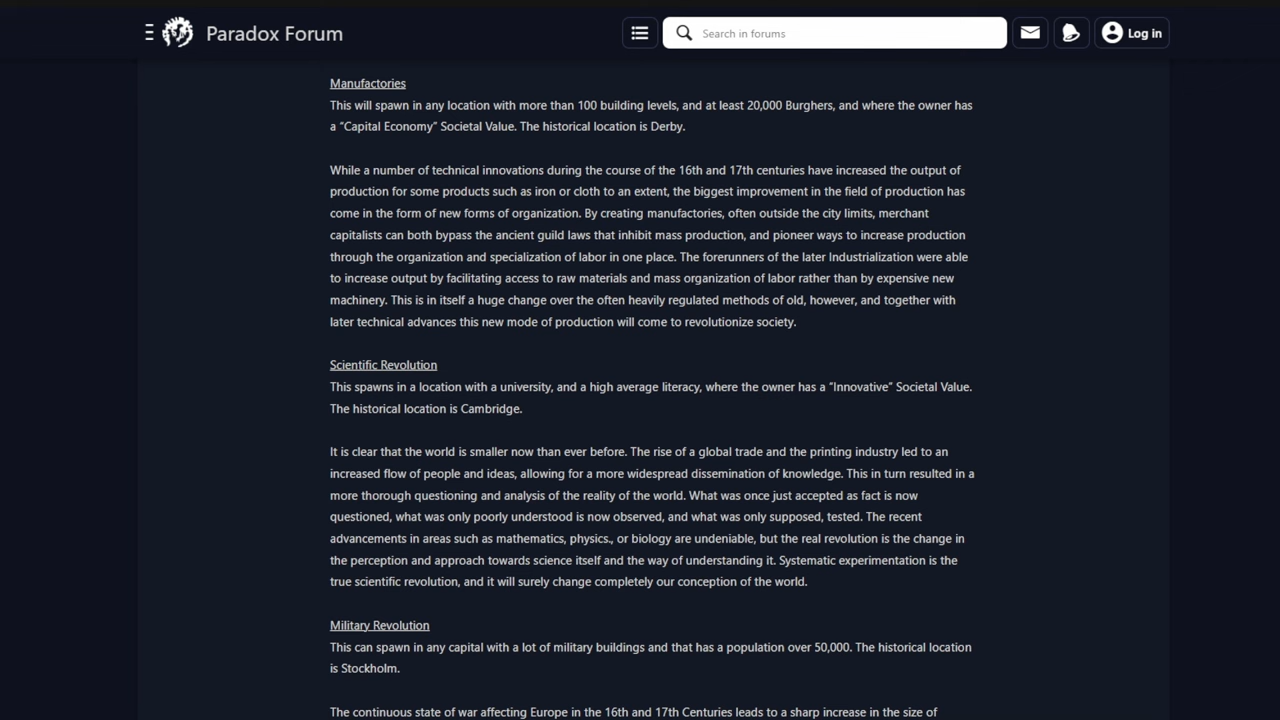 Paradox Forum
Search in forums
Log in
Manufactories
This will spawn in any location with more than 100 building levels, and at least 20,000 Burghers, and where the owner has
a “Capital Economy” Societal Value. The historical location is Derby.
While a number of technical innovations during the course of the 16th and 17th centuries have increased the output of
production for some products such as iron or cloth to an extent, the biggest improvement in the field of production has
come in the form of new forms of organization. By creating manufactories, often outside the city limits, merchant
capitalists can both bypass the ancient guild laws that inhibit mass production, and pioneer ways to increase production
through the organization and specialization of labor in one place. The forerunners of the later Industrialization were able
to increase output by facilitating access to raw materials and mass organization of labor rather than by expensive new
machinery. This is in itself a huge change over the often heavily regulated methods of old, however, and together with
later technical advances this new mode of production will come to revolutionize society.
Scientific Revolution
This spawns in a location with a university, and a high average literacy, where the owner has a “Innovative” Societal Value.
The historical location is Cambridge.
It is clear that the world is smaller now than ever before. The rise of a global trade and the printing industry led to an
increased flow of people and ideas, allowing for a more widespread dissemination of knowledge. This in turn resulted in a
more thorough questioning and analysis of the reality of the world. What was once just accepted as fact is now
questioned, what was only poorly understood is now observed, and what was only supposed, tested. The recent
advancements in areas such as mathematics, physics., or biology are undeniable, but the real revolution is the change in
the perception and approach towards science itself and the way of understanding it. Systematic experimentation is the
true scientific revolution, and it will surely change completely our conception of the world.
Military Revolution
This can spawn in any capital with a lot of military buildings and that has a population over 50,000. The historical location
is Stockholm.
The continuous state of war affecting Europe in the 16th and 17th Centuries leads to a sharp increase in the size of